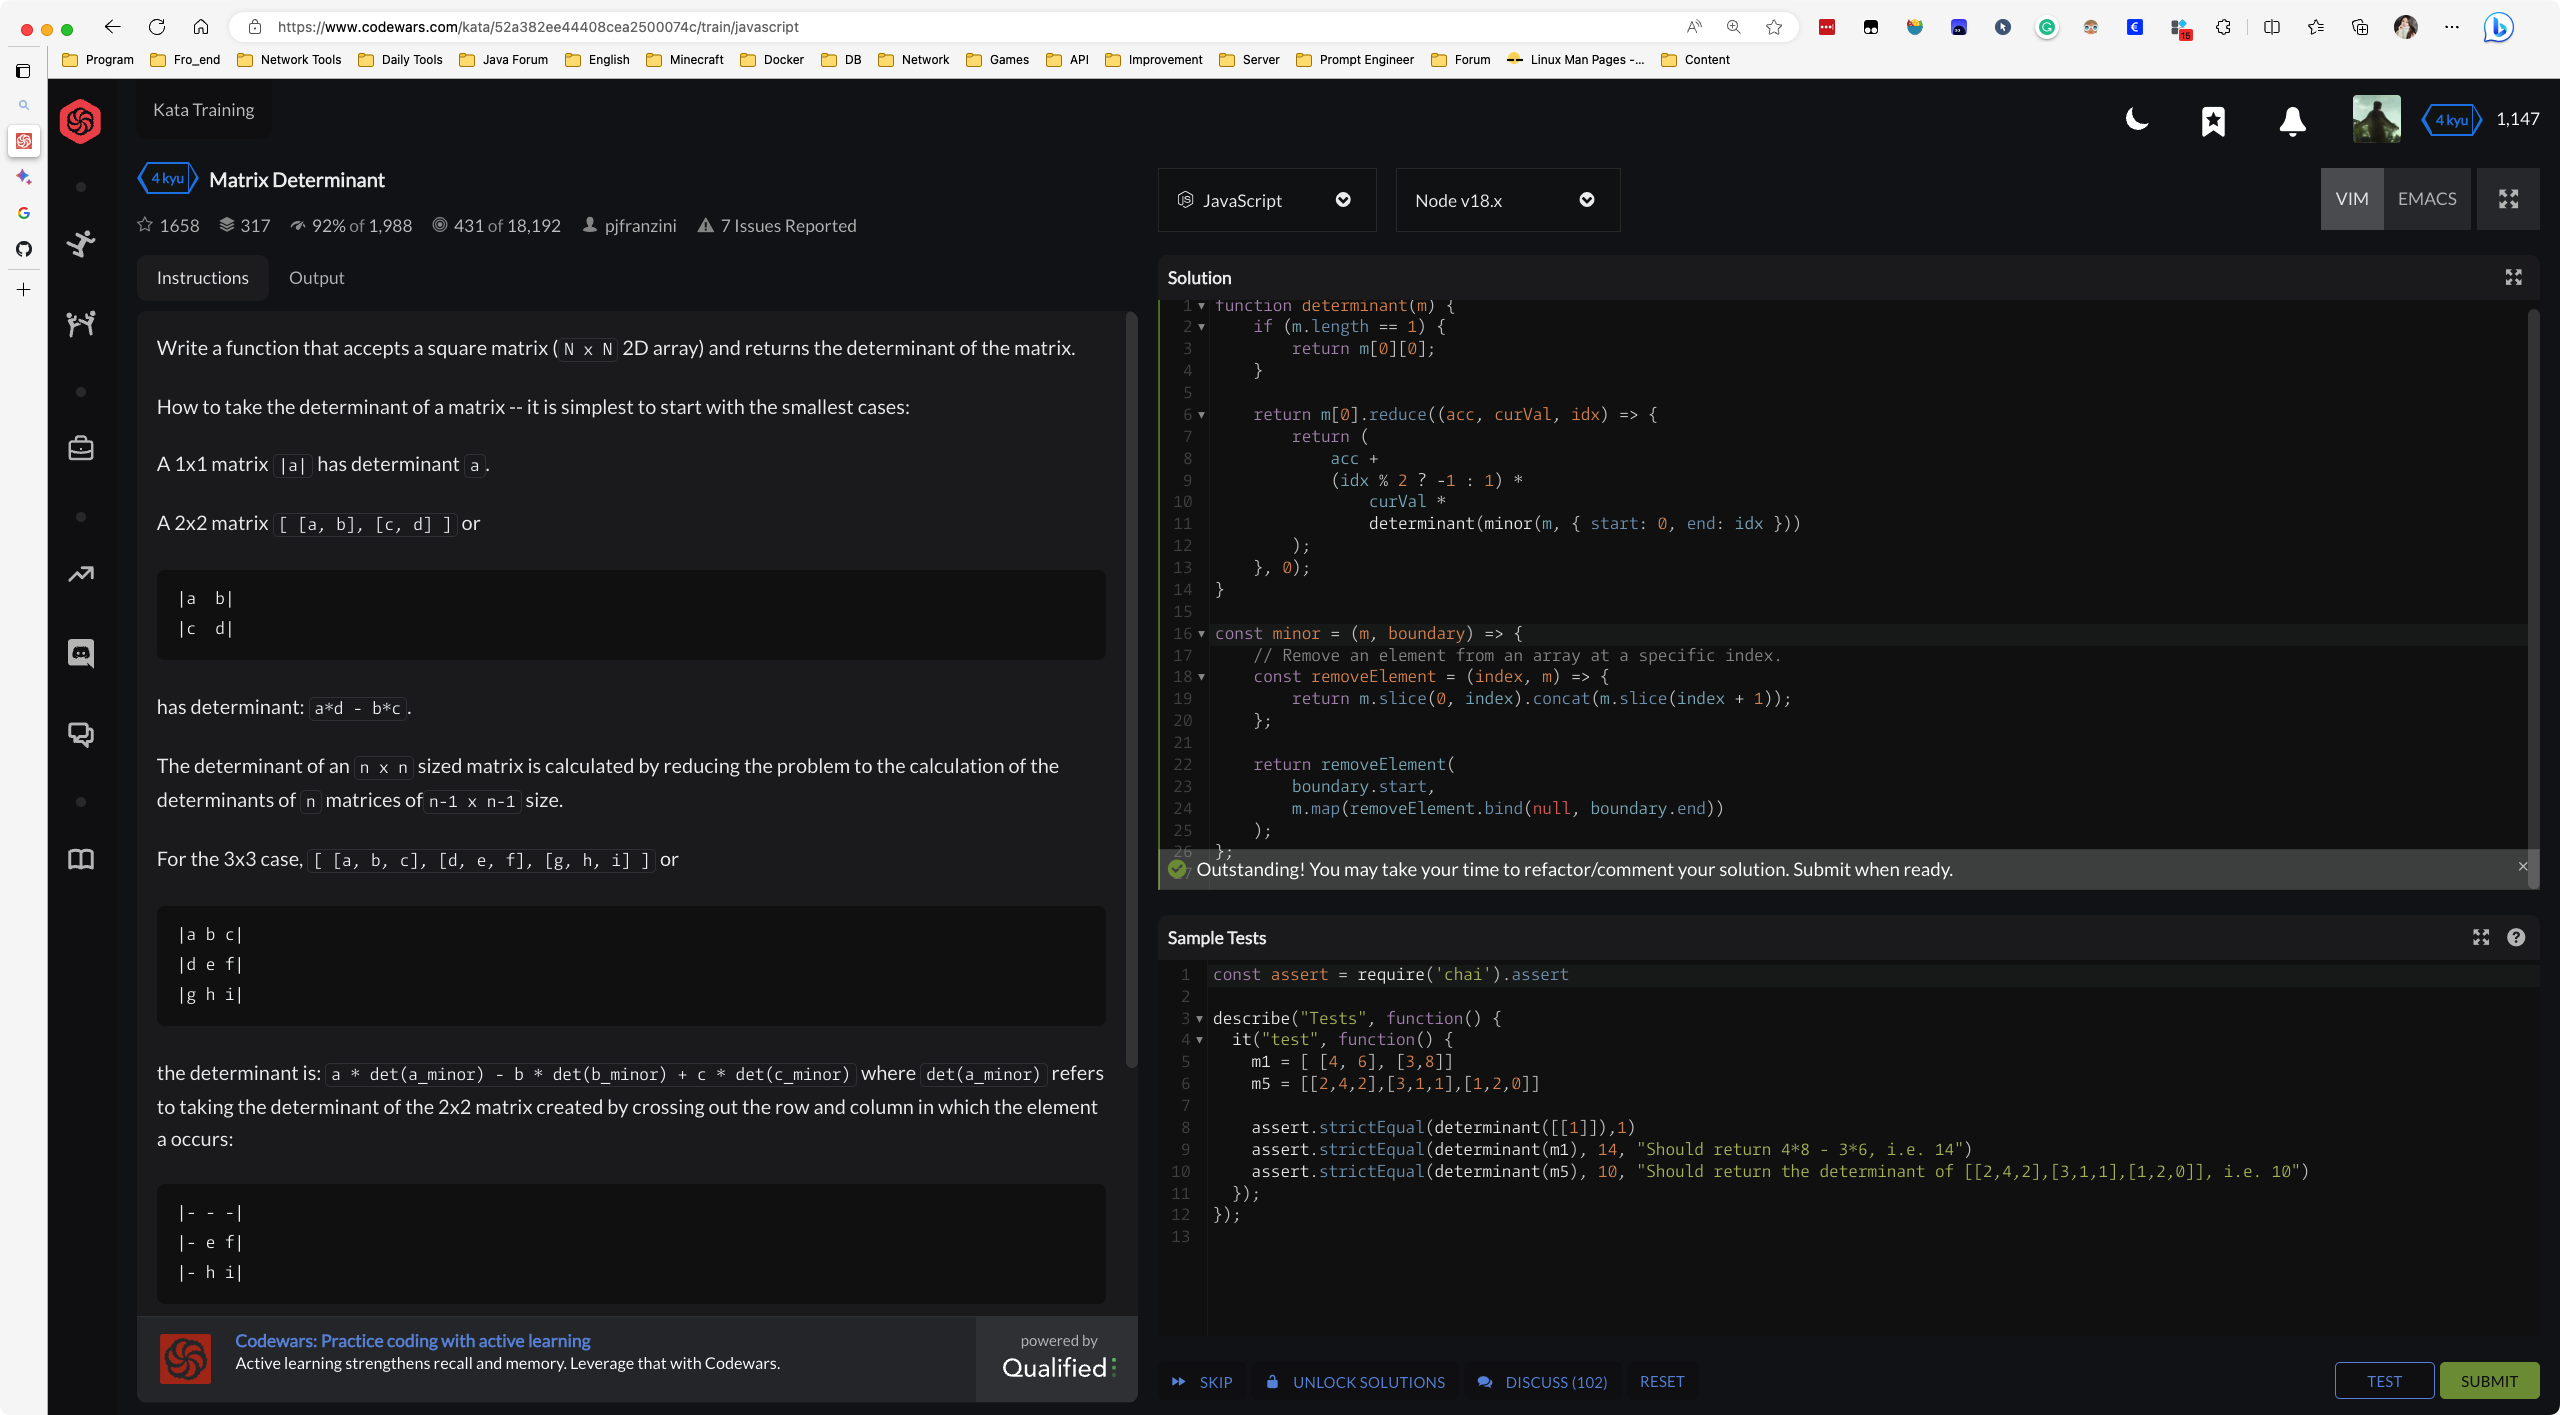 https://www.codewars.com/kata/52a382ee44408cea2500074c/train/javascript
15
Program Fro_end Network Tools Daily Tools Java Forum English Minecraft Docker DB Network Games API Improvement Server Prompt Engineer Forum Linux Man Pages -... Content
Kata Training
4 kyu 1,147
4 kyu Matrix Determinant
1658 317 92% of 1,988 431 of 18,192 pjfranzini 7 Issues Reported
Instructions Output
Write a function that accepts a square matrix ( N x N 2D array) and returns the determinant of the matrix.
How to take the determinant of a matrix -- it is simplest to start with the smallest cases:
A 1x1 matrix |a| has determinant a.
A 2x2 matrix [ [a, b], [c, d] ] or
|a  b|
|c  d|
has determinant: a*d - b*c.
The determinant of an n x n sized matrix is calculated by reducing the problem to the calculation of the
determinants of n matrices of n-1 x n-1 size.
For the 3x3 case, [ [a, b, c], [d, e, f], [g, h, i] ] or
|a b c|
|d e f|
|g h i|
the determinant is: a * det(a_minor) - b * det(b_minor) + c * det(c_minor) where det(a_minor) refers
to taking the determinant of the 2x2 matrix created by crossing out the row and column in which the element
a occurs:
|- - -|
|- e f|
|- h i|
Codewars: Practice coding with active learning
Active learning strengthens recall and memory. Leverage that with Codewars.
powered by
Qualified
JavaScript Node v18.x VIM EMACS
Solution
1 function determinant(m) {
2     if (m.length == 1) {
3         return m[0][0];
4     }
5
6     return m[0].reduce((acc, curVal, idx) => {
7         return (
8             acc +
9             (idx % 2 ? -1 : 1) *
10                 curVal *
11                 determinant(minor(m, { start: 0, end: idx }))
12         );
13     }, 0);
14 }
15
16 const minor = (m, boundary) => {
17     // Remove an element from an array at a specific index.
18     const removeElement = (index, m) => {
19         return m.slice(0, index).concat(m.slice(index + 1));
20     };
21
22     return removeElement(
23         boundary.start,
24         m.map(removeElement.bind(null, boundary.end))
25     );
26 };
Outstanding! You may take your time to refactor/comment your solution. Submit when ready.
Sample Tests
1 const assert = require('chai').assert
2
3 describe("Tests", function() {
4   it("test", function() {
5     m1 = [ [4, 6], [3,8]]
6     m5 = [[2,4,2],[3,1,1],[1,2,0]]
7
8     assert.strictEqual(determinant([[1]]),1)
9     assert.strictEqual(determinant(m1), 14, "Should return 4*8 - 3*6, i.e. 14")
10     assert.strictEqual(determinant(m5), 10, "Should return the determinant of [[2,4,2],[3,1,1],[1,2,0]], i.e. 10")
11   });
12 });
13
SKIP UNLOCK SOLUTIONS DISCUSS (102) RESET TEST SUBMIT